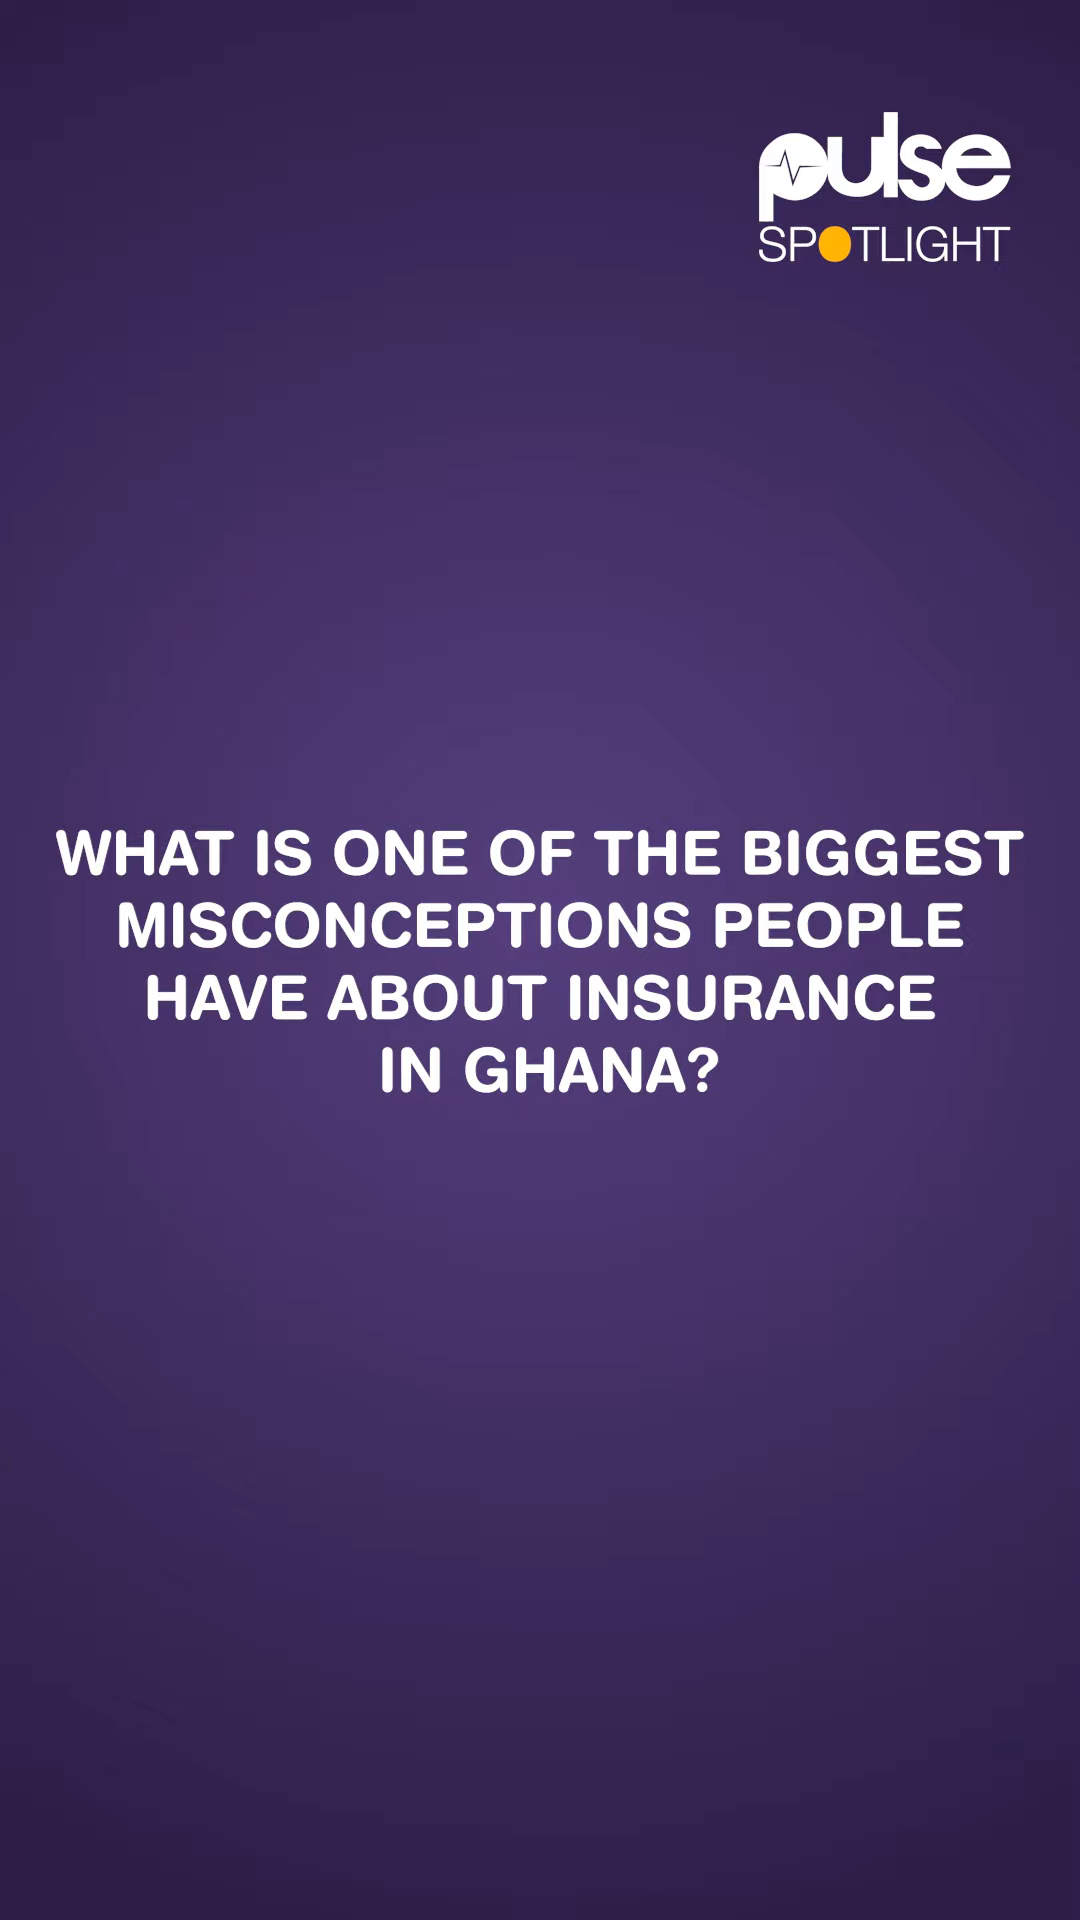 pulse
SPOTLIGHT
WHAT IS ONE OF THE BIGGEST
MISCONCEPTIONS PEOPLE
HAVE ABOUT INSURANCE
IN GHANA?